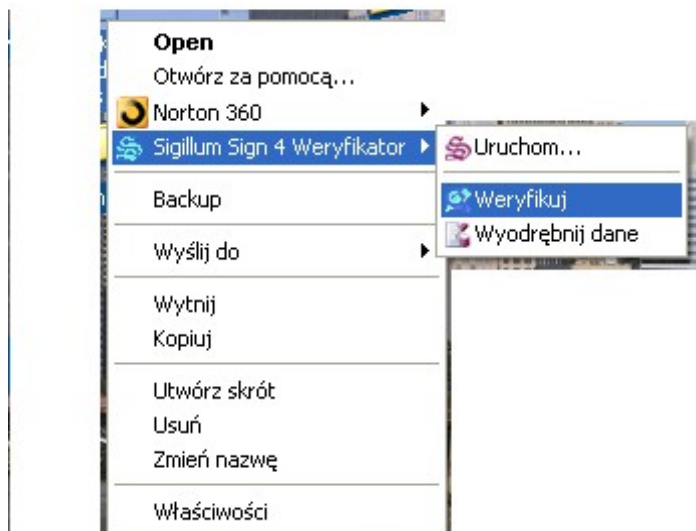 Open
Otwórz za pomocą...
Norton 360
Sigillum Sign 4 Weryfikator
Backup
Wyślij do
Wytnij
Kopiuj
Utwórz skrót
Usuń
Zmień nazwę
Właściwości
Uruchom...
Weryfikuj
Wyodrębnij dane